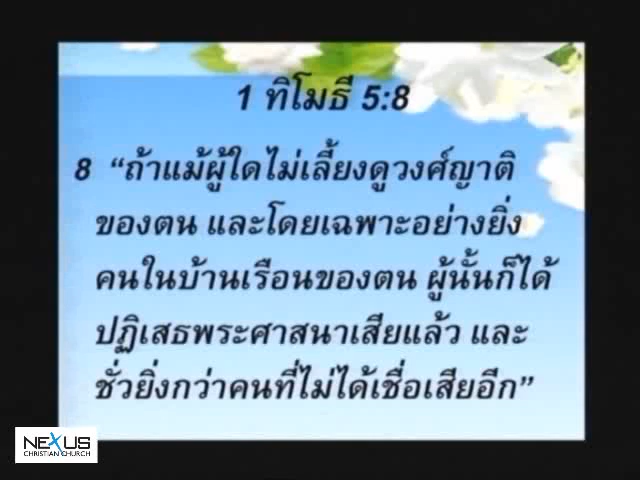 1 ทิโมธี 5:8
8 “ถ้าแม้ผู้ใดไม่เลี้ยงดูวงศ์ญาติ
ของตน และโดยเฉพาะอย่างยิ่ง
คนในบ้านเรือนของตน ผู้นั้นก็ได้
ปฏิเสธพระศาสนาเสียแล้ว และ
ชั่วยิ่งกว่าคนที่ไม่ได้เชื่อเสียอีก”
NEXUS
CHRISTIAN CHURCH